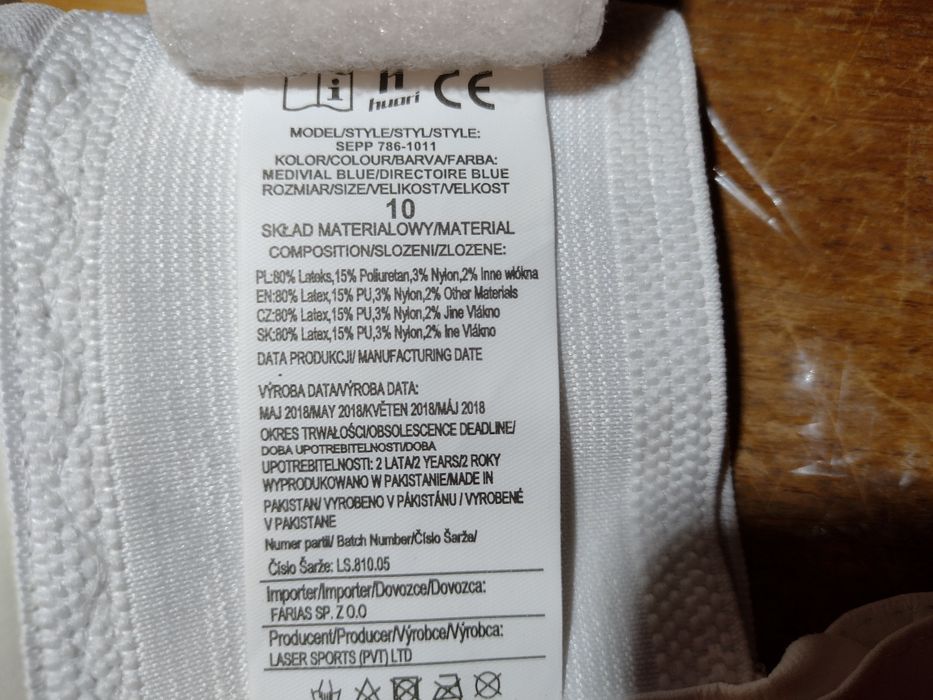 huari CE
MODEL/STYLE/STYL/STYLE:
SEPP 786-1011
KOLOR/COLOUR/BARVA/FARBA:
MEDIVIAL BLUE/DIRECTOIRE BLUE
ROZMIAR/SIZE/VELIKOST/VELKOST
10
SKŁAD MATERIALOWY/MATERIAL
COMPOSITION/SLOZENI/ZLOZENE:
PL:80% Lateks,15% Poliuretan,3% Nylon,2% Inne włókna
EN:80% Latex,15% PU,3% Nylon,2% Other Materials
CZ:80% Latex,15% PU,3% Nylon,2% Jine Vlákno
SK:80% Latex,15% PU,3% Nylon,2% Ine Vlákno
DATA PRODUKCJI/ MANUFACTURING DATE
VÝROBA DATA/VÝROBA DATA:
MAJ 2018/MAY 2018/KVĚTEN 2018/MÁJ 2018
OKRES TRWAŁOŚCI/OBSOLESCENCE DEADLINE/
DOBA UPOTREBITELNOSTI/DOBA
UPOTREBITELNOSTI: 2 LATA/2 YEARS/2 ROKY
WYPRODUKOWANO W PAKISTANIE/MADE IN
PAKISTAN/ VYROBENO V PÁKISTÁNU / VYROBENÉ
V PAKISTANE
Numer partii/ Batch Number/Číslo Šarže/
Číslo Šarže: LS.810.05
Importer/Importer/Dovozce/Dovozca:
FARIAS SP. Z O.O
Producent/Producer/Výrobce/Výrobca:
LASER SPORTS (PVT) LTD